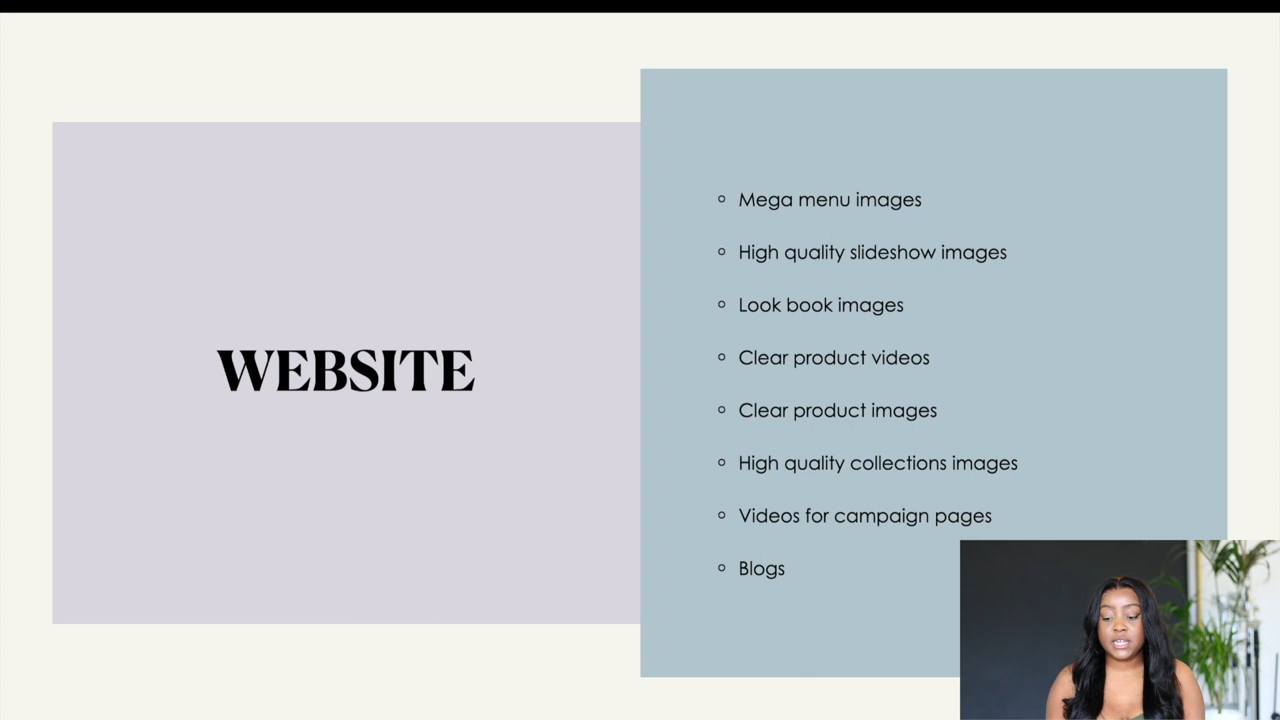 WEBSITE
Mega menu images
High quality slideshow images
Look book images
Clear product videos
Clear product images
High quality collections images
Videos for campaign pages
Blogs